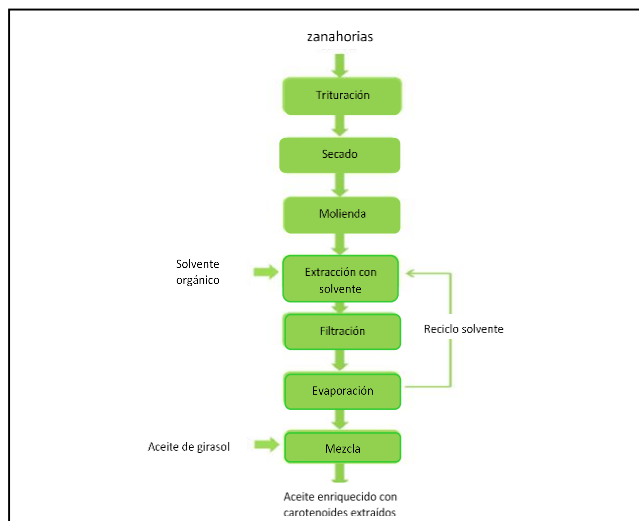 zanahorias
Trituración
Secado
Molienda
Solvente
orgánico
Extracción con
solvente
Filtración
Reciclo solvente
Evaporación
Aceite de girasol
Mezcla
Aceite enriquecido con
carotenoides extraídos